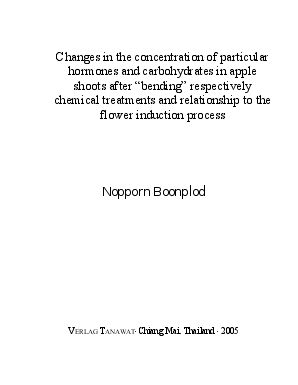 Changes in the concentration of particular
hormones and carbohydrates in apple
shoots after “bending” respectively
chemical treatments and relationship to the
flower induction process
Nopporn Boonplod
VERLAG TANAWAT· Chiang Mai. Thailand · 2005